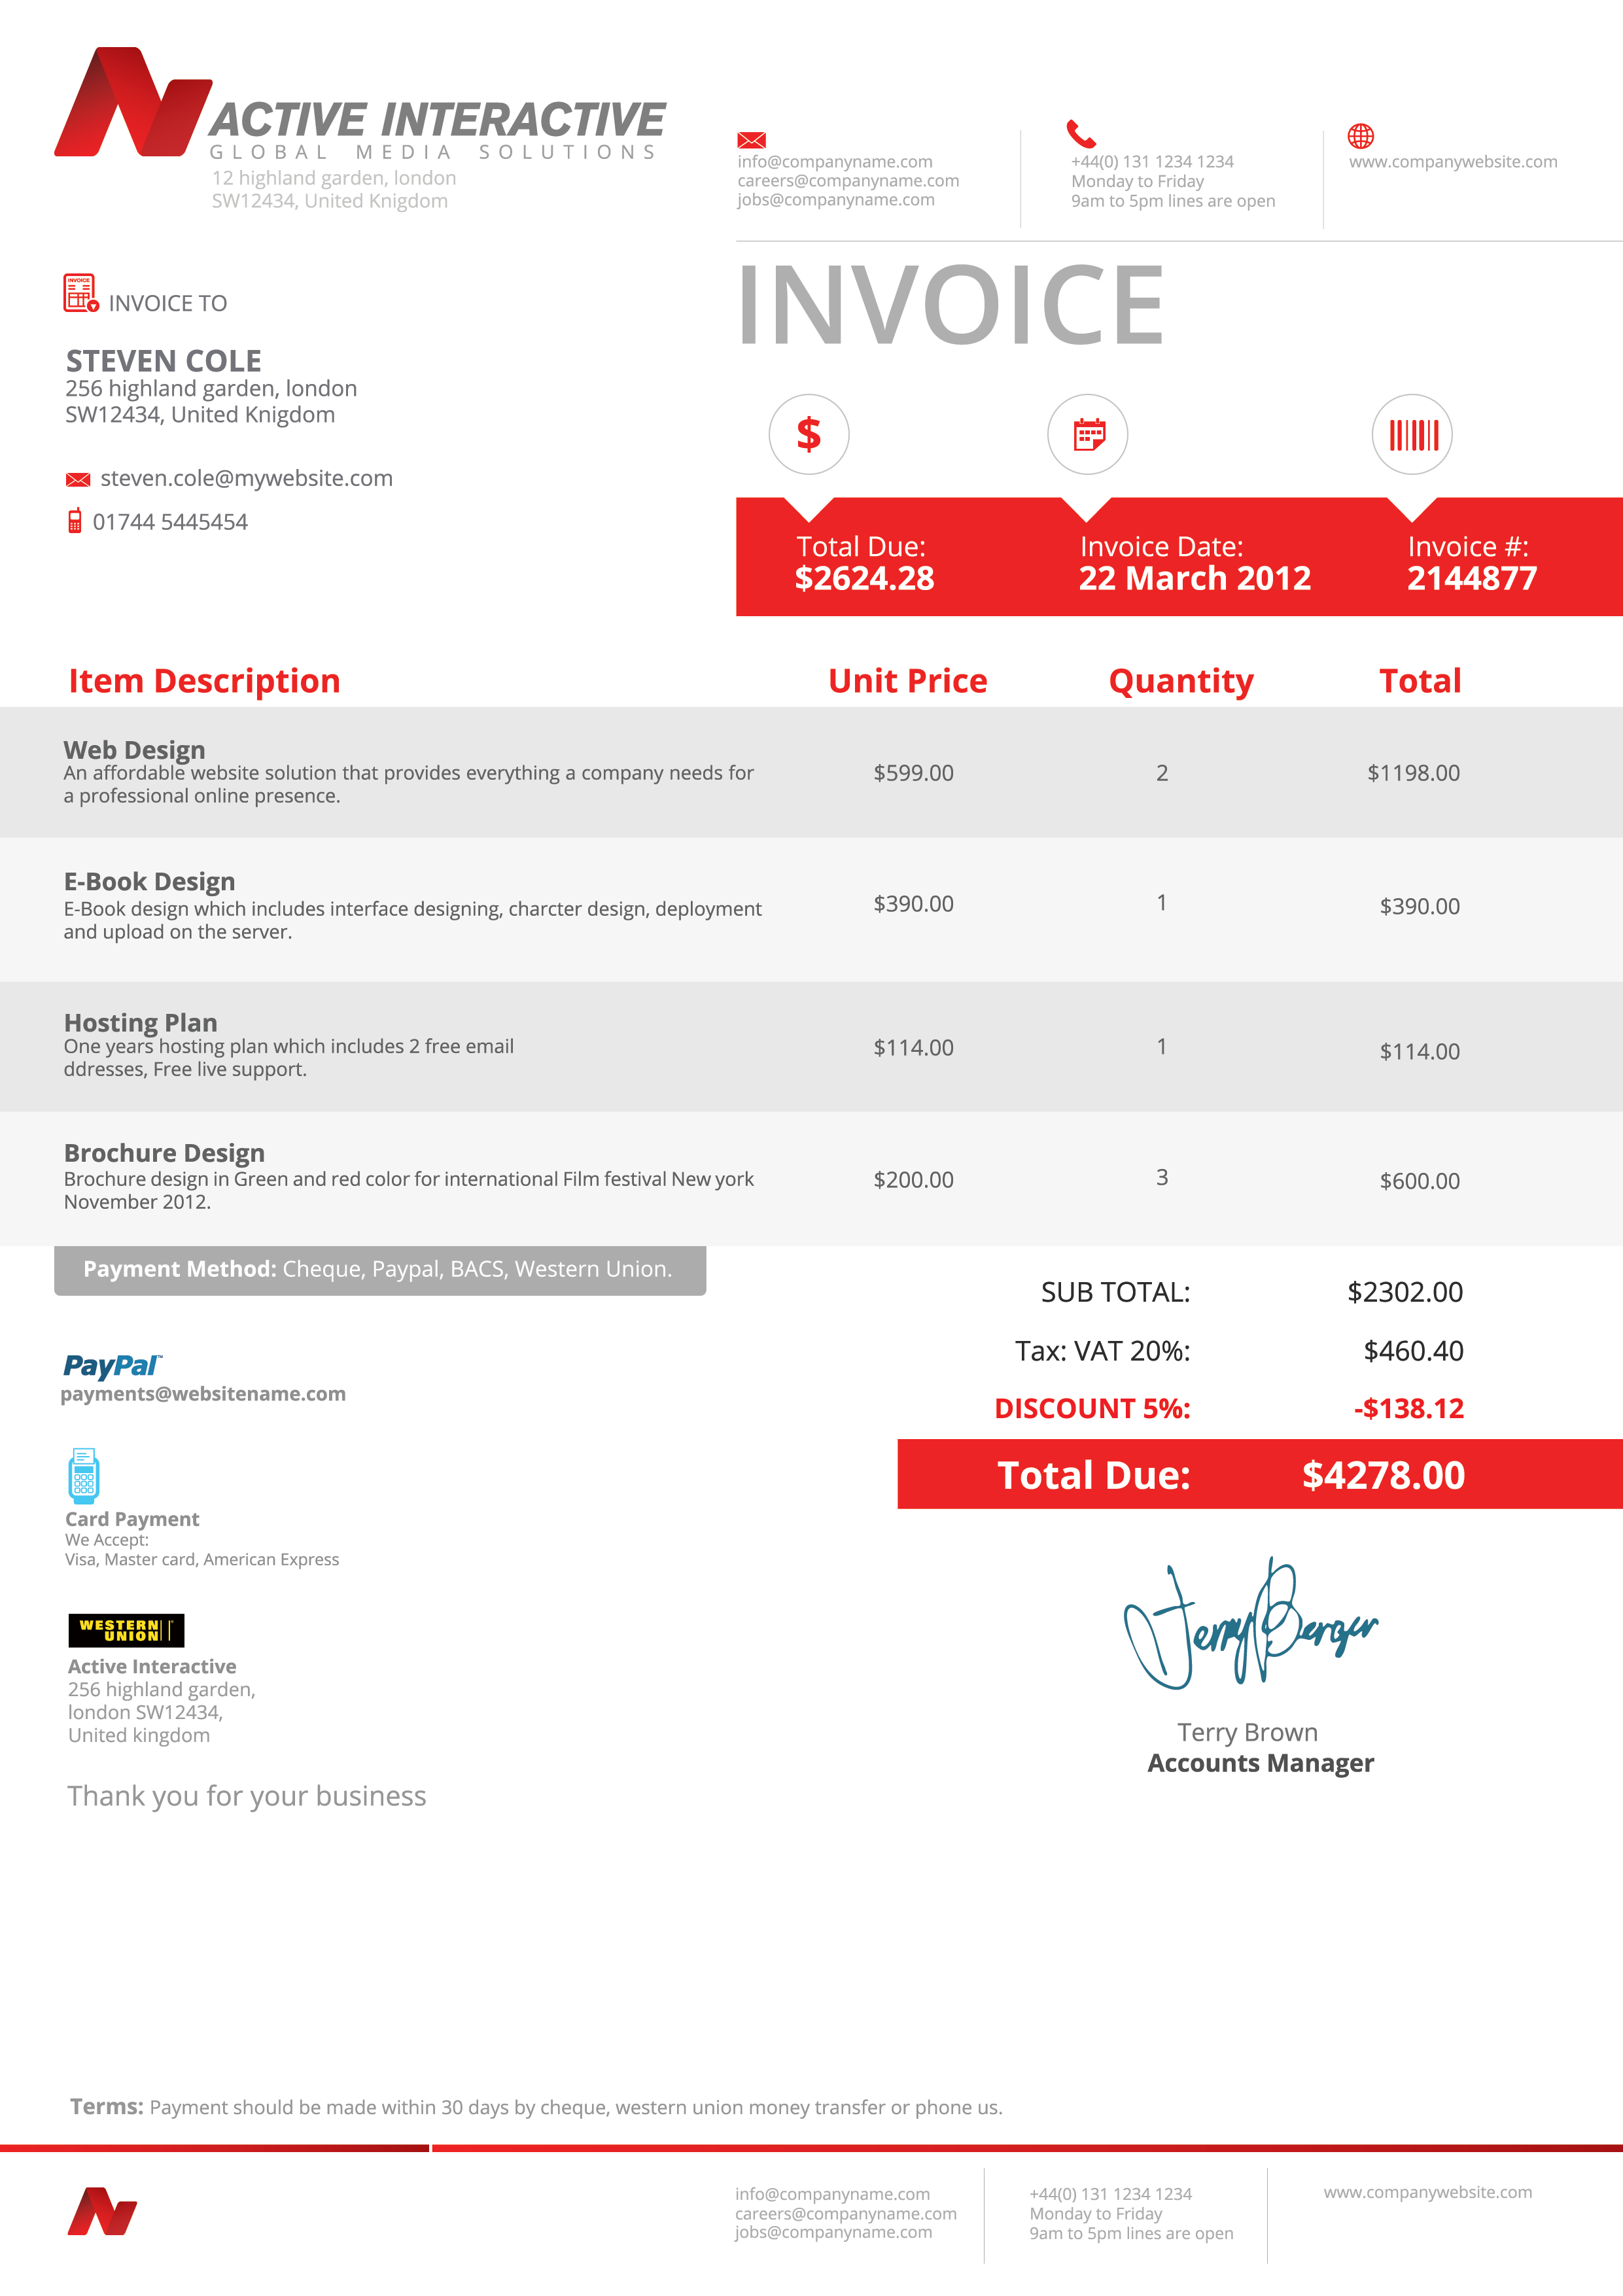 ACTIVE INTERACTIVE
GLOBAL MEDIA SOLUTIONS
12 highland garden, london
SW12434, United Knigdom
info@companyname.com
careers@companyname.com
jobs@companyname.com
+44(0) 131 1234 1234
Monday to Friday
9am to 5pm lines are open
www.companywebsite.com
INVOICE
INVOICE TO
STEVEN COLE
256 highland garden, london
SW12434, United Knigdom
steven.cole@mywebsite.com
01744 5445454
INVOICE
$
Total Due:
$2624.28
Invoice Date:
22 March 2012
Invoice #:
2144877
Item Description Unit Price Quantity Total
Web Design
An affordable website solution that provides everything a company needs for
a professional online presence.
$599.00 2 $1198.00
E-Book Design
E-Book design which includes interface designing, charcter design, deployment
and upload on the server.
$390.00 1 $390.00
Hosting Plan
One years hosting plan which includes 2 free email
ddresses, Free live support.
$114.00 1 $114.00
Brochure Design
Brochure design in Green and red color for international Film festival New york
November 2012.
$200.00 3 $600.00
Payment Method: Cheque, Paypal, BACS, Western Union.
SUB TOTAL: $2302.00
Tax: VAT 20%: $460.40
DISCOUNT 5%: -$138.12
Total Due: $4278.00
PayPal™
payments@websitename.com
Card Payment
We Accept:
Visa, Master card, American Express
WESTERN
UNION
Active Interactive
256 highland garden,
london SW12434,
United kingdom
Thank you for your business
Terry Berger
Terry Brown
Accounts Manager
Terms: Payment should be made within 30 days by cheque, western union money transfer or phone us.
info@companyname.com
careers@companyname.com
jobs@companyname.com
+44(0) 131 1234 1234
Monday to Friday
9am to 5pm lines are open
www.companywebsite.com